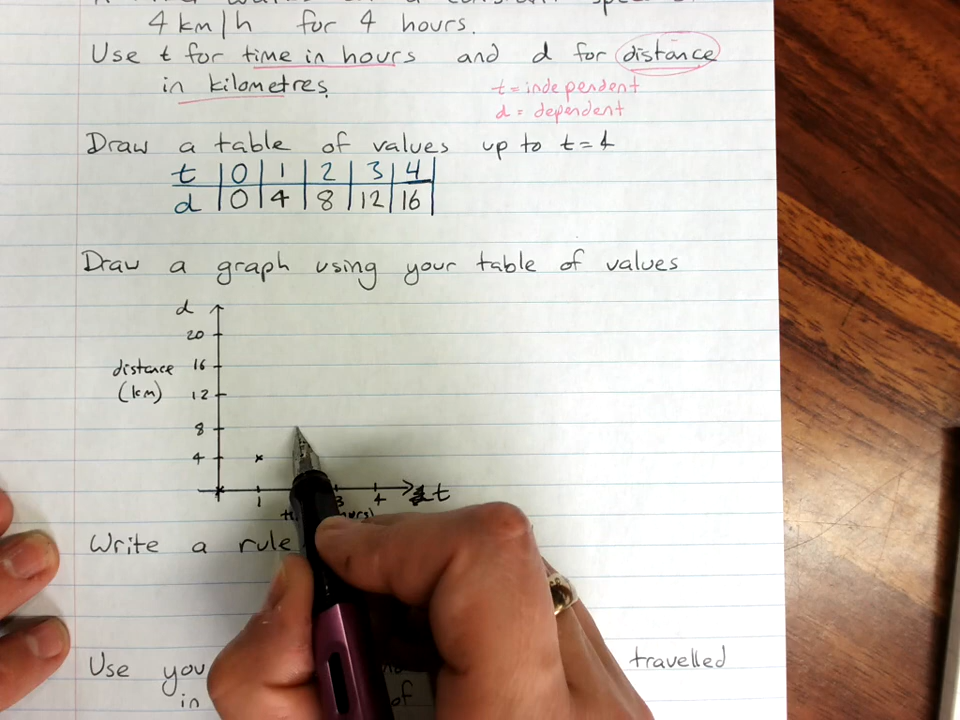 4 km/h for 4 hours.
Use t for time in hours and d for distance
in kilometres.
t = independent
d = dependent
Draw a table of values up to t = 4
t 0 1 2 3 4
d 0 4 8 12 16
Draw a graph using your table of values
d
20
distance 16
(km) 12
8
4
1 3 4 t
Write a rule
Use you travelled
in of